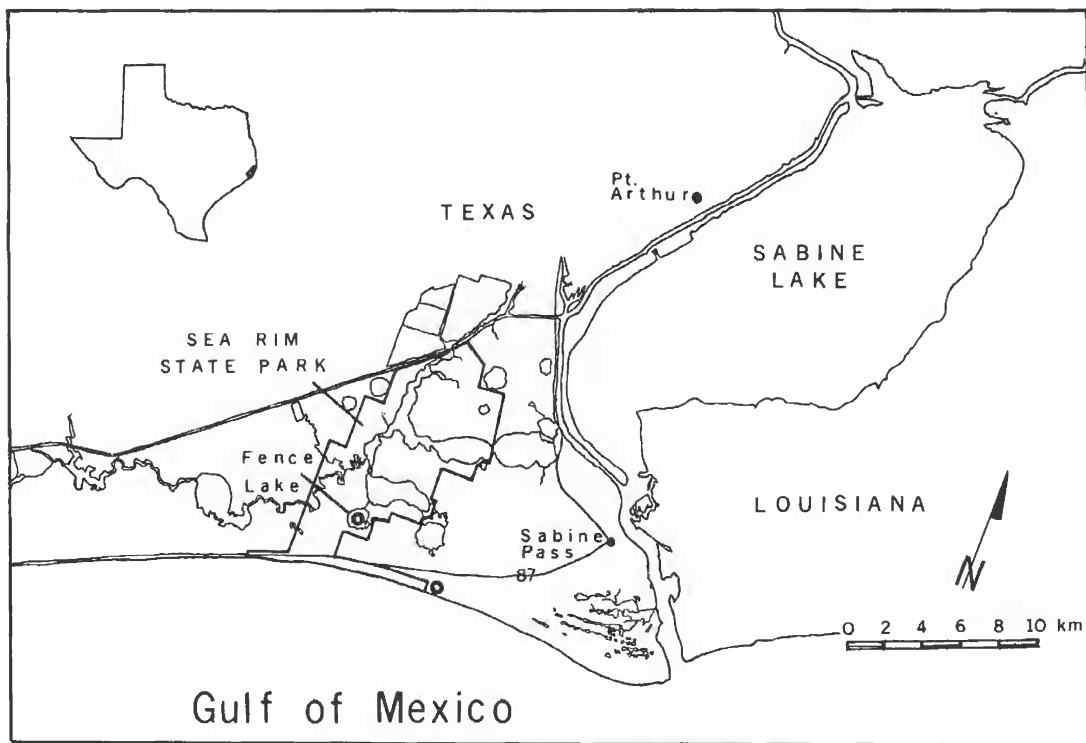 Pt.
Arthur
TEXAS
SABINE
LAKE
SEA RIM
STATE PARK
Fence
Lake
LOUISIANA
Sabine
Pass
87
N
0 2 4 6 8 10 km
Gulf of Mexico